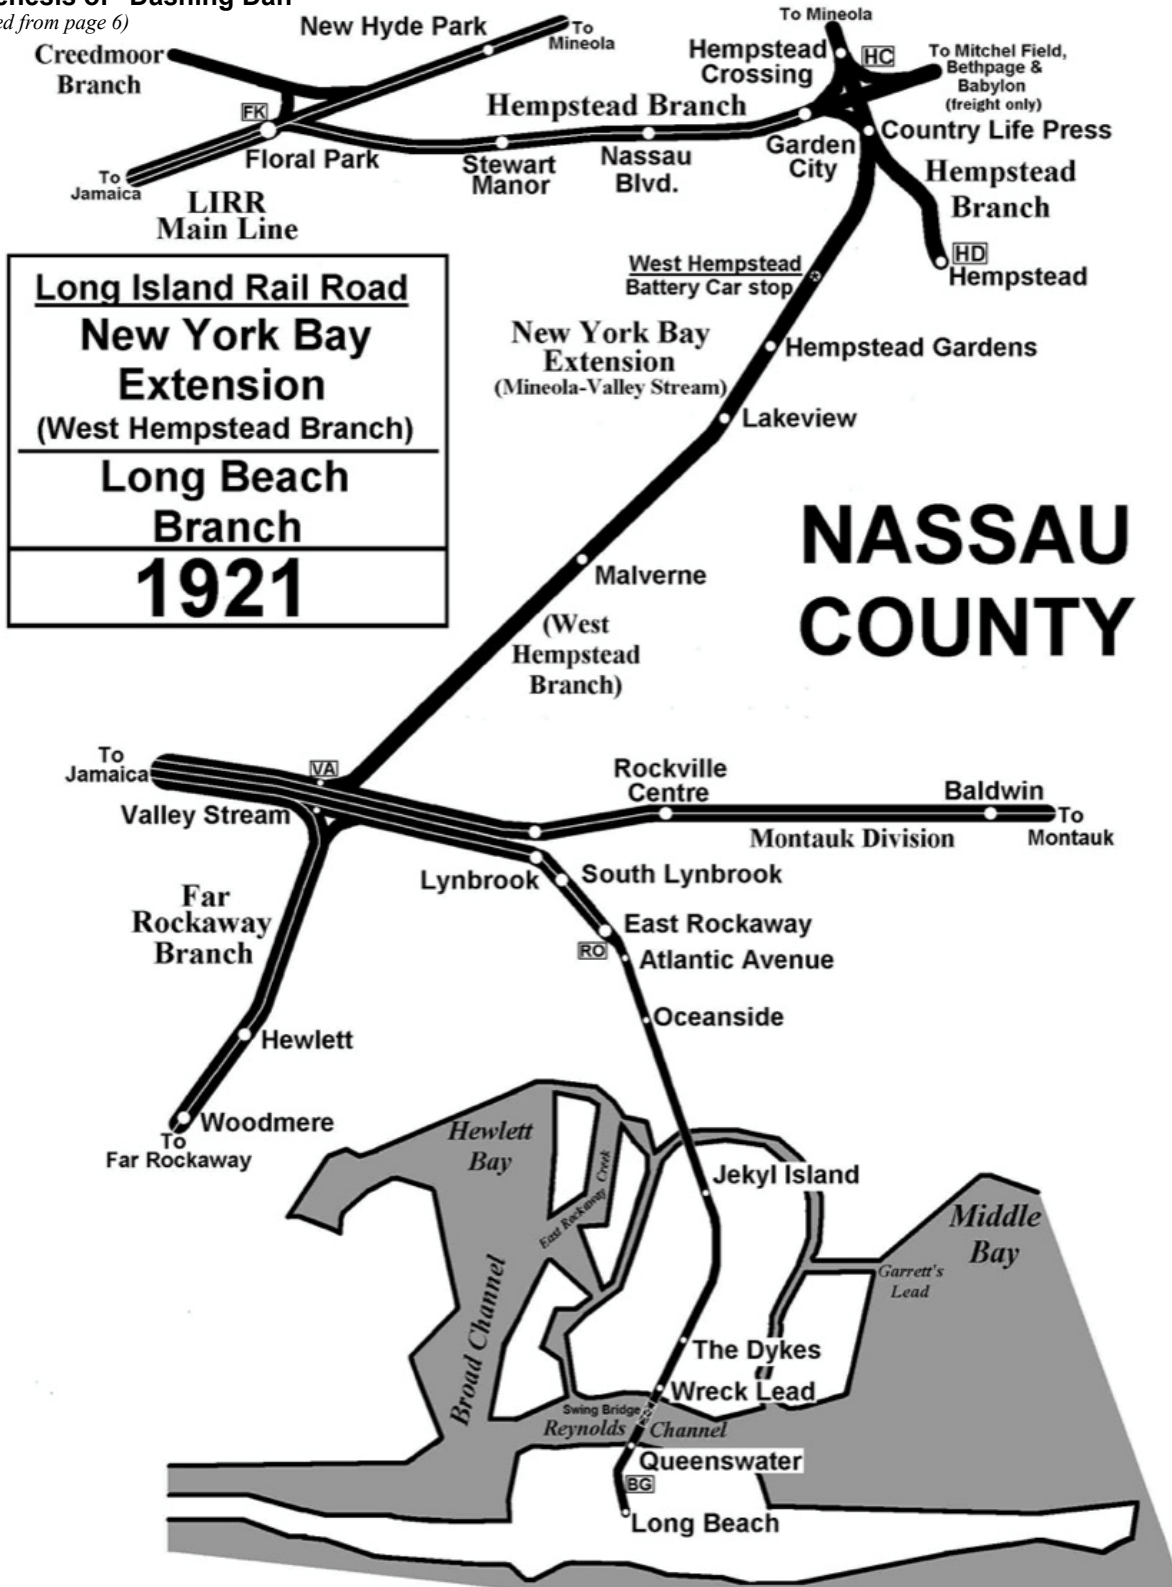 ed from page 6)
New Hyde Park
To
Mineola
To Mineola
Creedmoor
Branch
Hempstead
Crossing
HC
To Mitchel Field,
Bethpage &
Babylon
(freight only)
FK
Hempstead Branch
Floral Park
Stewart
Manor
Nassau
Blvd.
Garden
City
Country Life Press
To
Jamaica
LIRR
Main Line
Hempstead
Branch
HD
Hempstead
West Hempstead
Battery Car stop
Long Island Rail Road
New York Bay
Extension
(West Hempstead Branch)
Long Beach
Branch
1921
New York Bay
Extension
(Mineola-Valley Stream)
Hempstead Gardens
Lakeview
NASSAU
COUNTY
Malverne
(West
Hempstead
Branch)
To
Jamaica
VA
Valley Stream
Rockville
Centre
Baldwin
To
Montauk
Montauk Division
Lynbrook
South Lynbrook
Far
Rockaway
Branch
East Rockaway
RO
Atlantic Avenue
Oceanside
Hewlett
Woodmere
To
Far Rockaway
Hewlett
Bay
East Rockaway Creek
Jekyl Island
Middle
Bay
Garrett's
Lead
Broad Channel
The Dykes
Wreck Lead
Swing Bridge
Reynolds Channel
Queenswater
BG
Long Beach